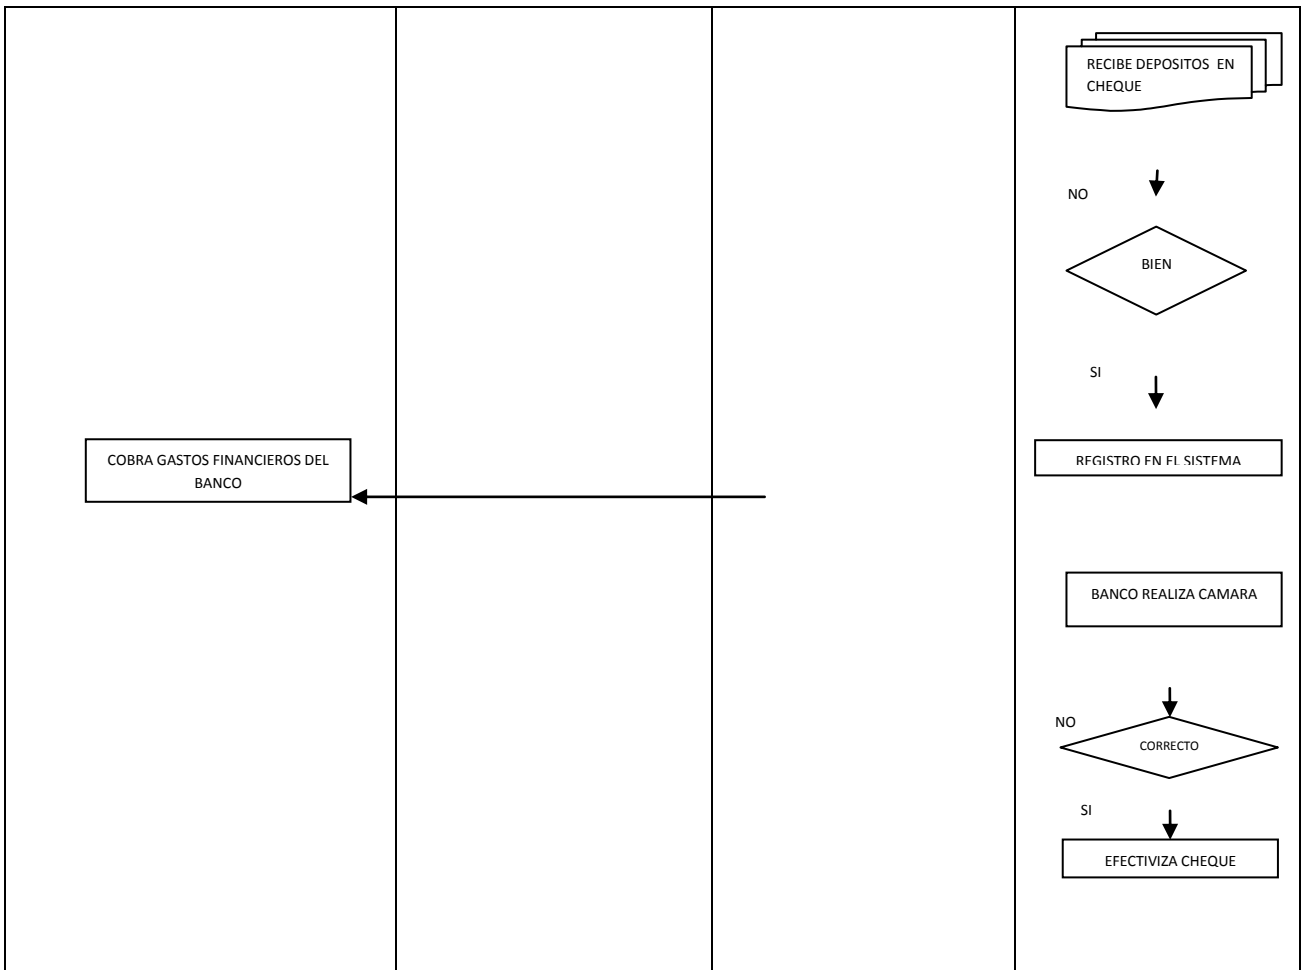 RECIBE DEPOSITOS EN
CHEQUE
NO
BIEN
SI
COBRA GASTOS FINANCIEROS DEL
BANCO
REGISTRO EN EL SISTEMA
BANCO REALIZA CAMARA
NO
CORRECTO
SI
EFECTIVIZA CHEQUE